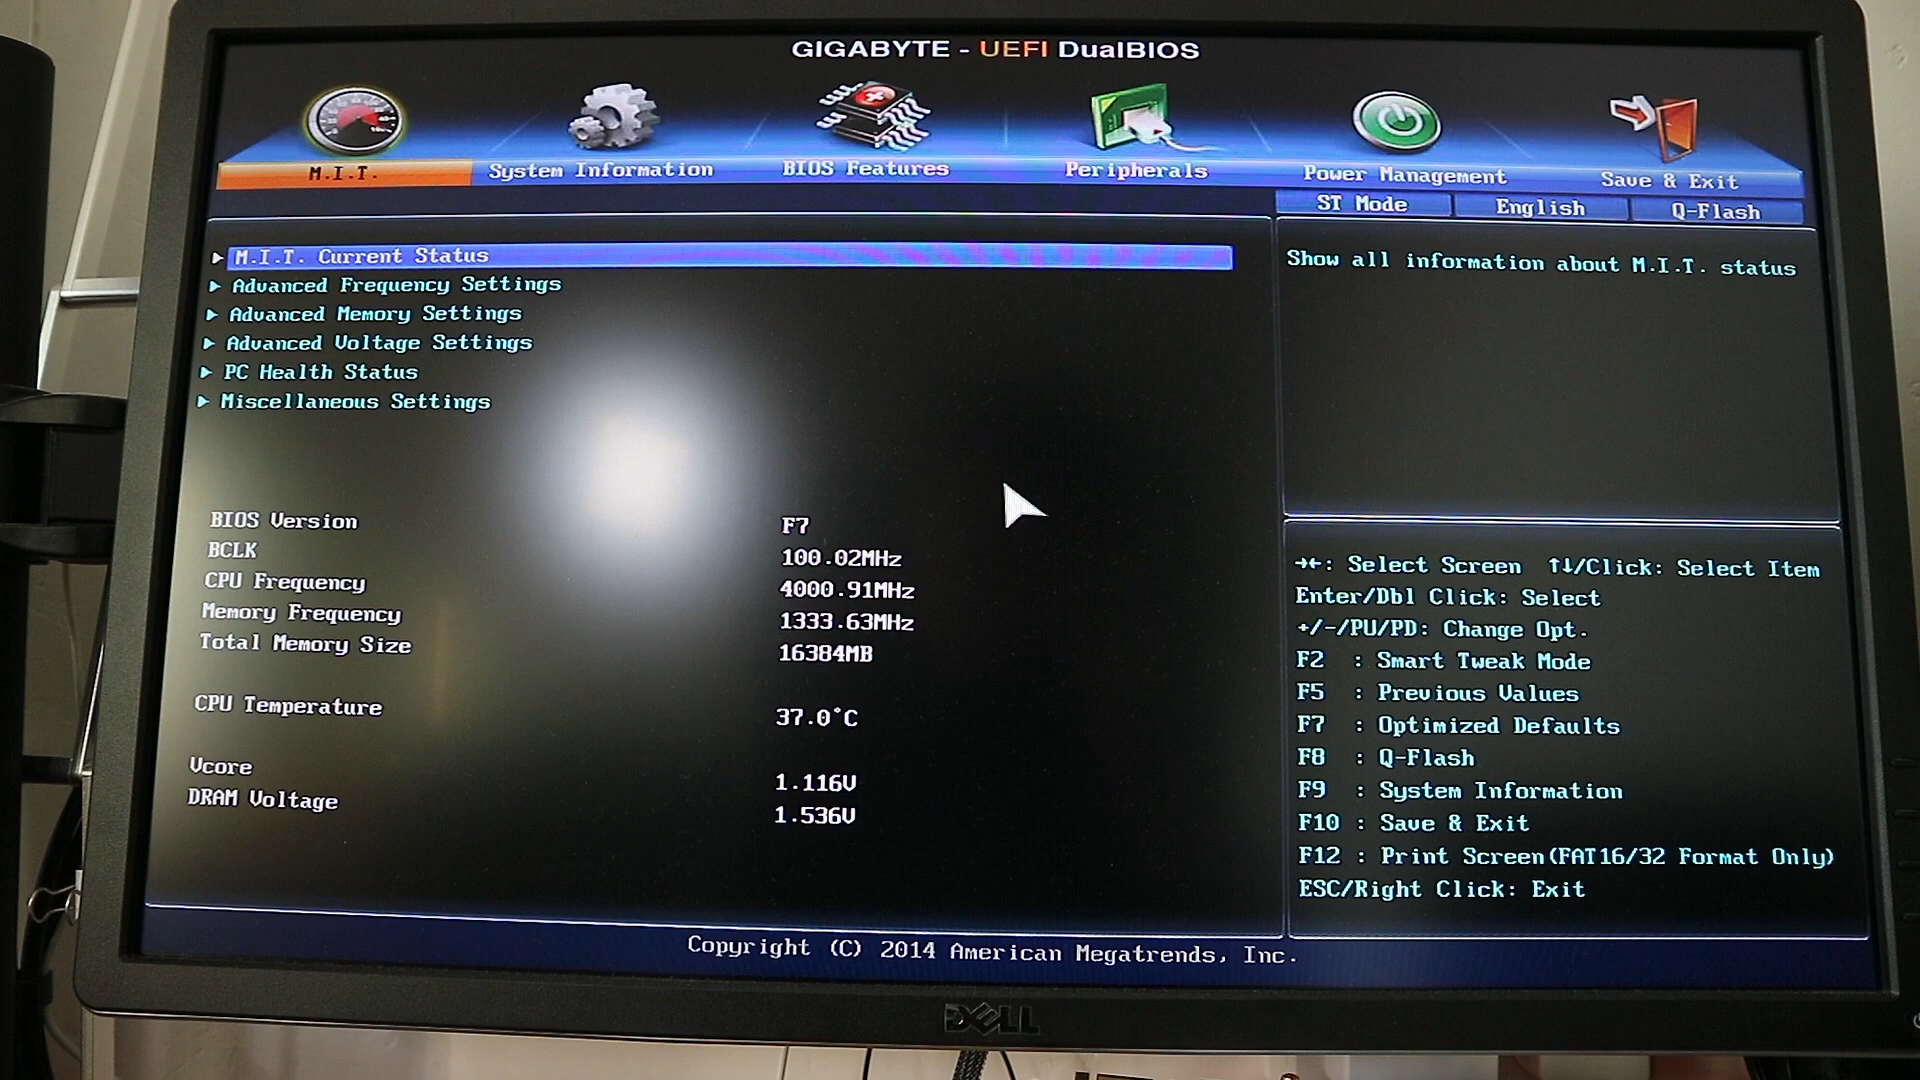 GIGABYTE - UEFI DualBIOS
M.I.T.
System Information
BIOS Features
Peripherals
Power Management
Save & Exit
ST Mode
English
Q-Flash
M.I.T. Current Status
Advanced Frequency Settings
Advanced Memory Settings
Advanced Voltage Settings
PC Health Status
Miscellaneous Settings
Show all information about M.I.T. status
BIOS Version F7
BCLK 100.02MHz
CPU Frequency 4000.91MHz
Memory Frequency 1333.63MHz
Total Memory Size 16384MB
CPU Temperature 37.0°C
Vcore 1.116V
DRAM Voltage 1.536V
→←: Select Screen ↑↓/Click: Select Item
Enter/Dbl Click: Select
+/-/PU/PD: Change Opt.
F2 : Smart Tweak Mode
F5 : Previous Values
F7 : Optimized Defaults
F8 : Q-Flash
F9 : System Information
F10 : Save & Exit
F12 : Print Screen(FAT16/32 Format Only)
ESC/Right Click: Exit
Copyright (C) 2014 American Megatrends, Inc.
DELL